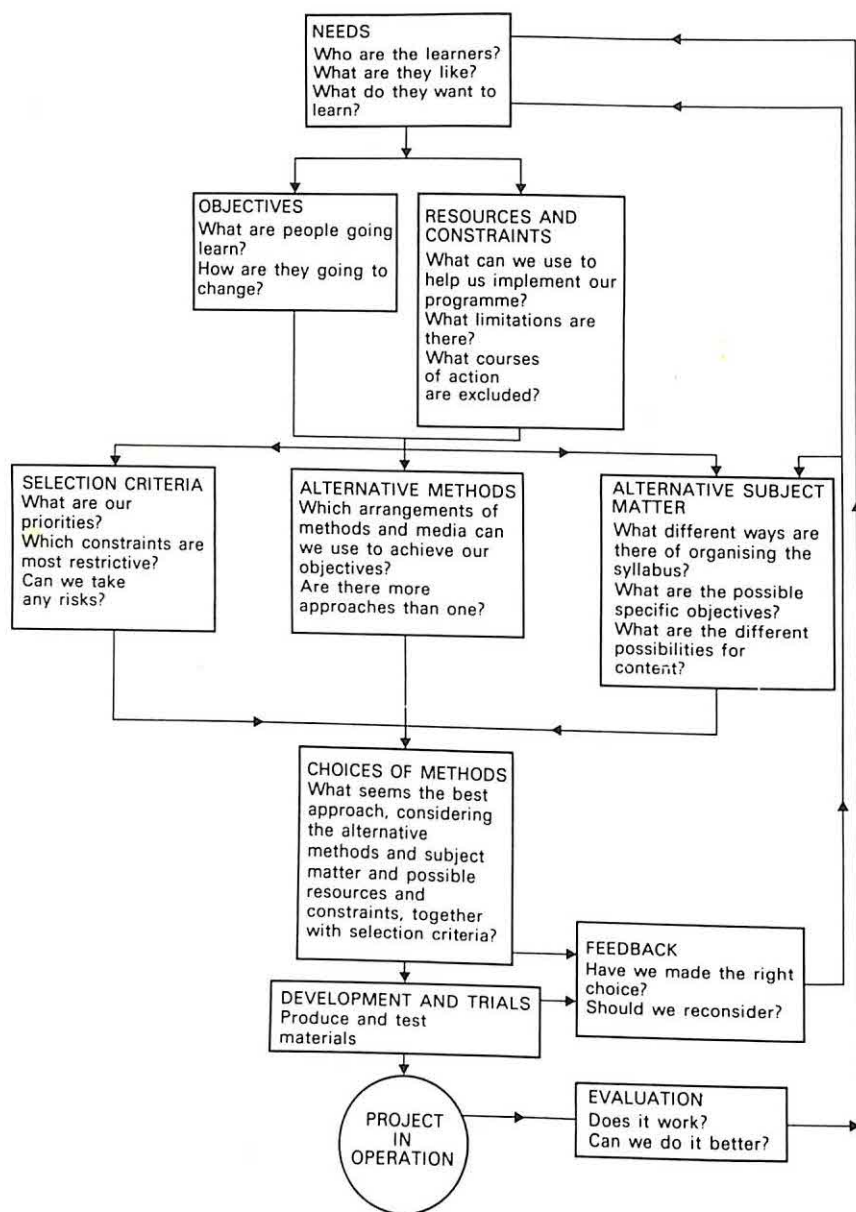 NEEDS
Who are the learners?
What are they like?
What do they want to
learn?
OBJECTIVES
What are people going
learn?
How are they going to
change?
RESOURCES AND
CONSTRAINTS
What can we use to
help us implement our
programme?
What limitations are
there?
What courses
of action
are excluded?
SELECTION CRITERIA
What are our
priorities?
Which constraints are
most restrictive?
Can we take
any risks?
ALTERNATIVE METHODS
Which arrangements of
methods and media can
we use to achieve our
objectives?
Are there more
approaches than one?
ALTERNATIVE SUBJECT
MATTER
What different ways are
there of organising the
syllabus?
What are the possible
specific objectives?
What are the different
possibilities for
content?
CHOICES OF METHODS
What seems the best
approach, considering
the alternative
methods and subject
matter and possible
resources and
constraints, together
with selection criteria?
FEEDBACK
Have we made the right
choice?
Should we reconsider?
DEVELOPMENT AND TRIALS
Produce and test
materials
PROJECT
IN
OPERATION
EVALUATION
Does it work?
Can we do it better?